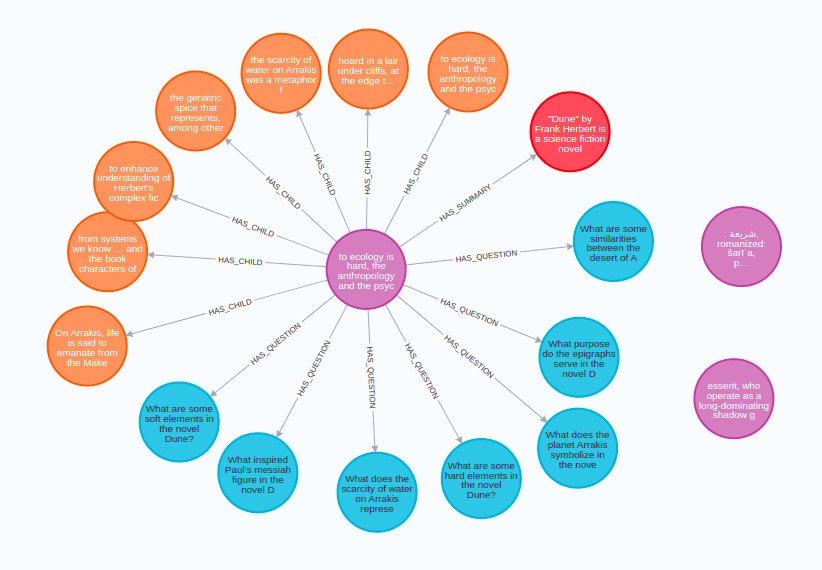 the scarcity of
water on Arrakis
was a metaphor
f
hoard in a lair
under cliffs, at
the edge t…
to ecology is
hard, the
anthropology
and the psyc
the geriatric
spice that
represents,
among other
"Dune" by
Frank Herbert is
a science fiction
novel
to enhance
understanding of
Herbert's
complex fic
from systems
we know … and
the book
characters of
On Arrakis, life
is said to
emanate from
the Make
to ecology is
hard, the
anthropology
and the psyc
What are some
similarities
between the
desert of A
: شريعة,
romanized:
šarīʿa,
p…
What purpose
do the epigraphs
serve in the
novel D
esserit, who
operate as a
long-dominating
shadow g
What are some
soft elements in
the novel
Dune?
What inspired
Paul's messiah
figure in the
novel D
What does the
scarcity of water
on Arrakis
represe
What are some
hard elements in
the novel
Dune?
What does the
planet Arrakis
symbolize in
the nove
HAS_CHILD
HAS_CHILD
HAS_CHILD
HAS_CHILD
HAS_CHILD
HAS_CHILD
HAS_CHILD
HAS_SUMMARY
HAS_QUESTION
HAS_QUESTION
HAS_QUESTION
HAS_QUESTION
HAS_QUESTION
HAS_QUESTION
HAS_QUESTION